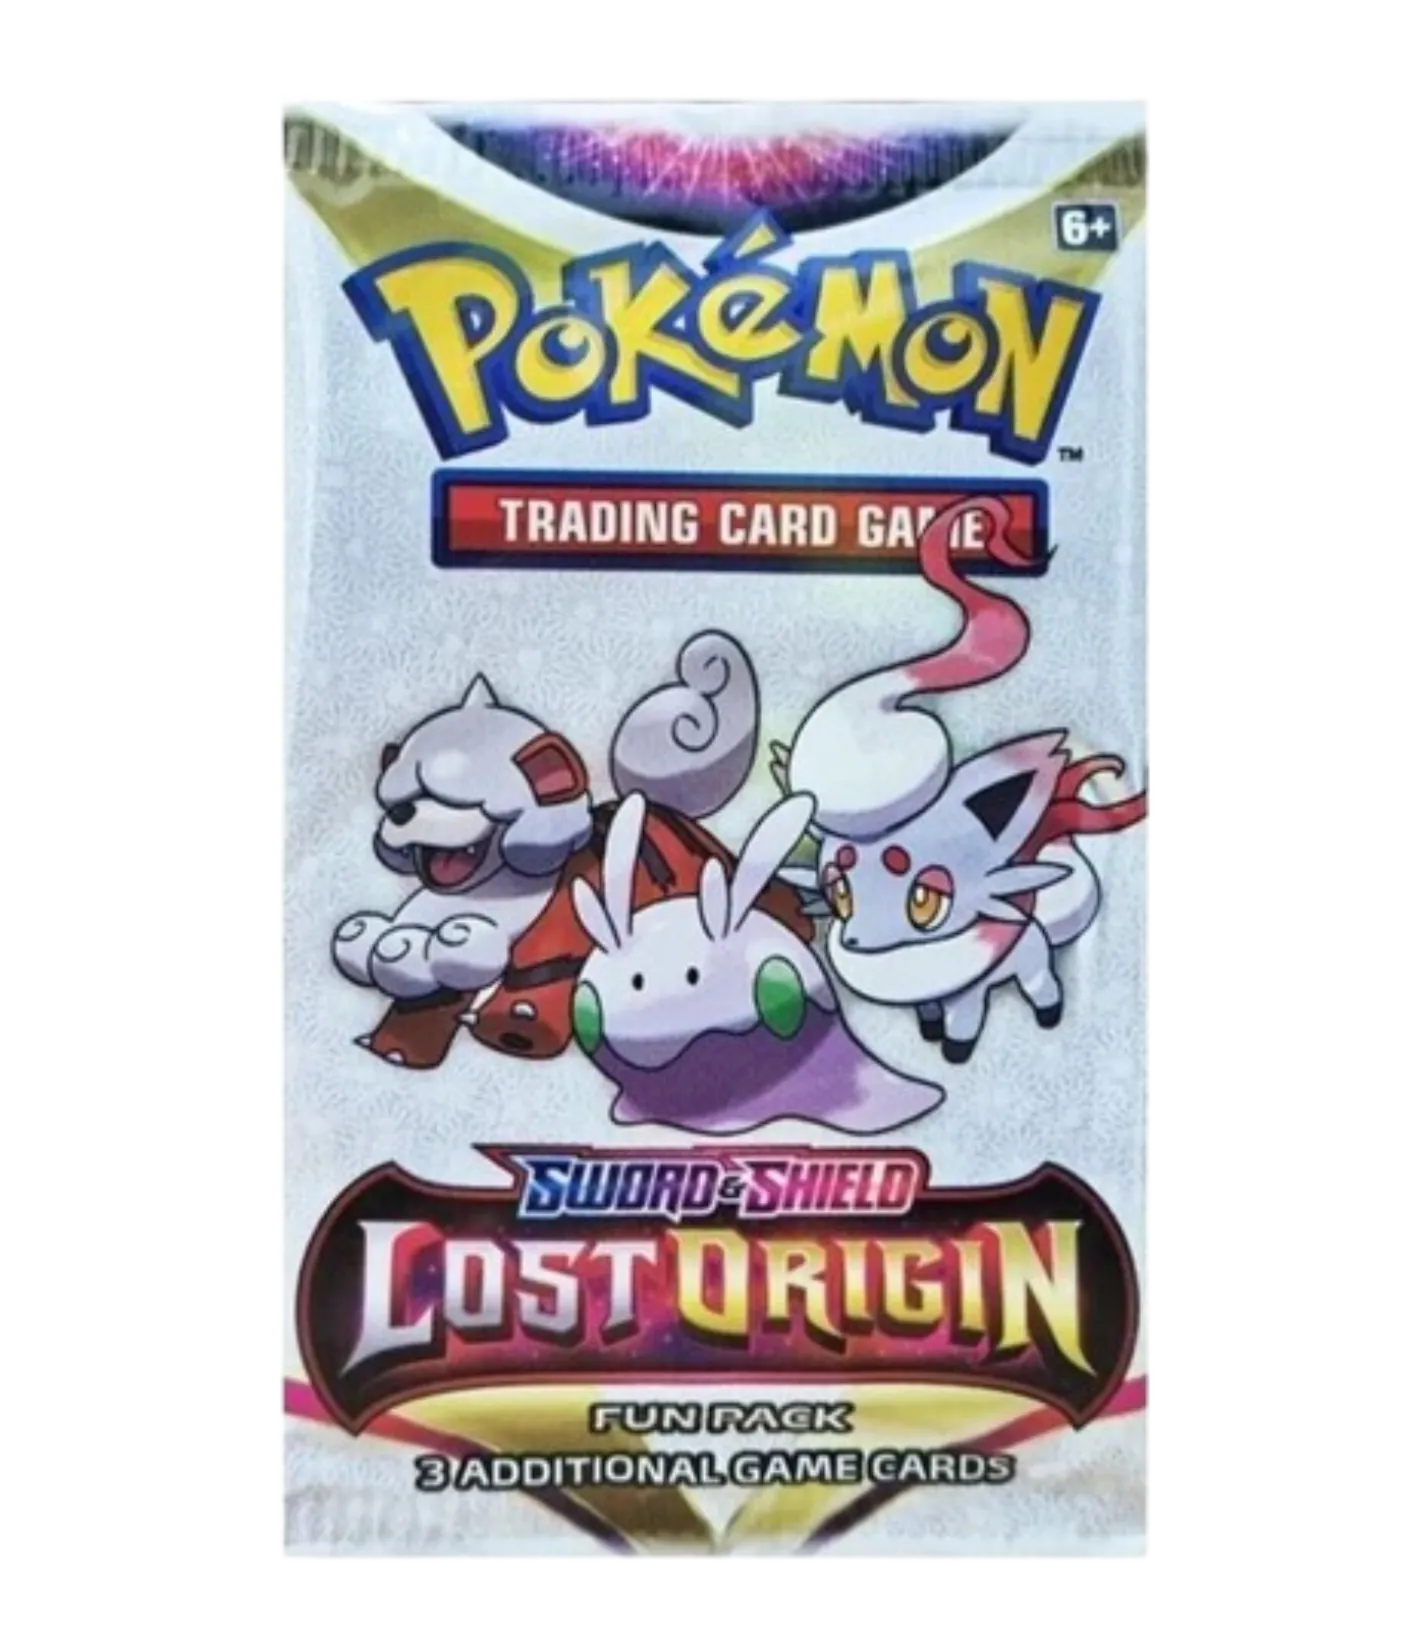 6+
POKéMON
TM
TRADING CARD GAME
SWORD & SHIELD
LOST ORIGIN
FUN PACK
3 ADDITIONAL GAME CARDS